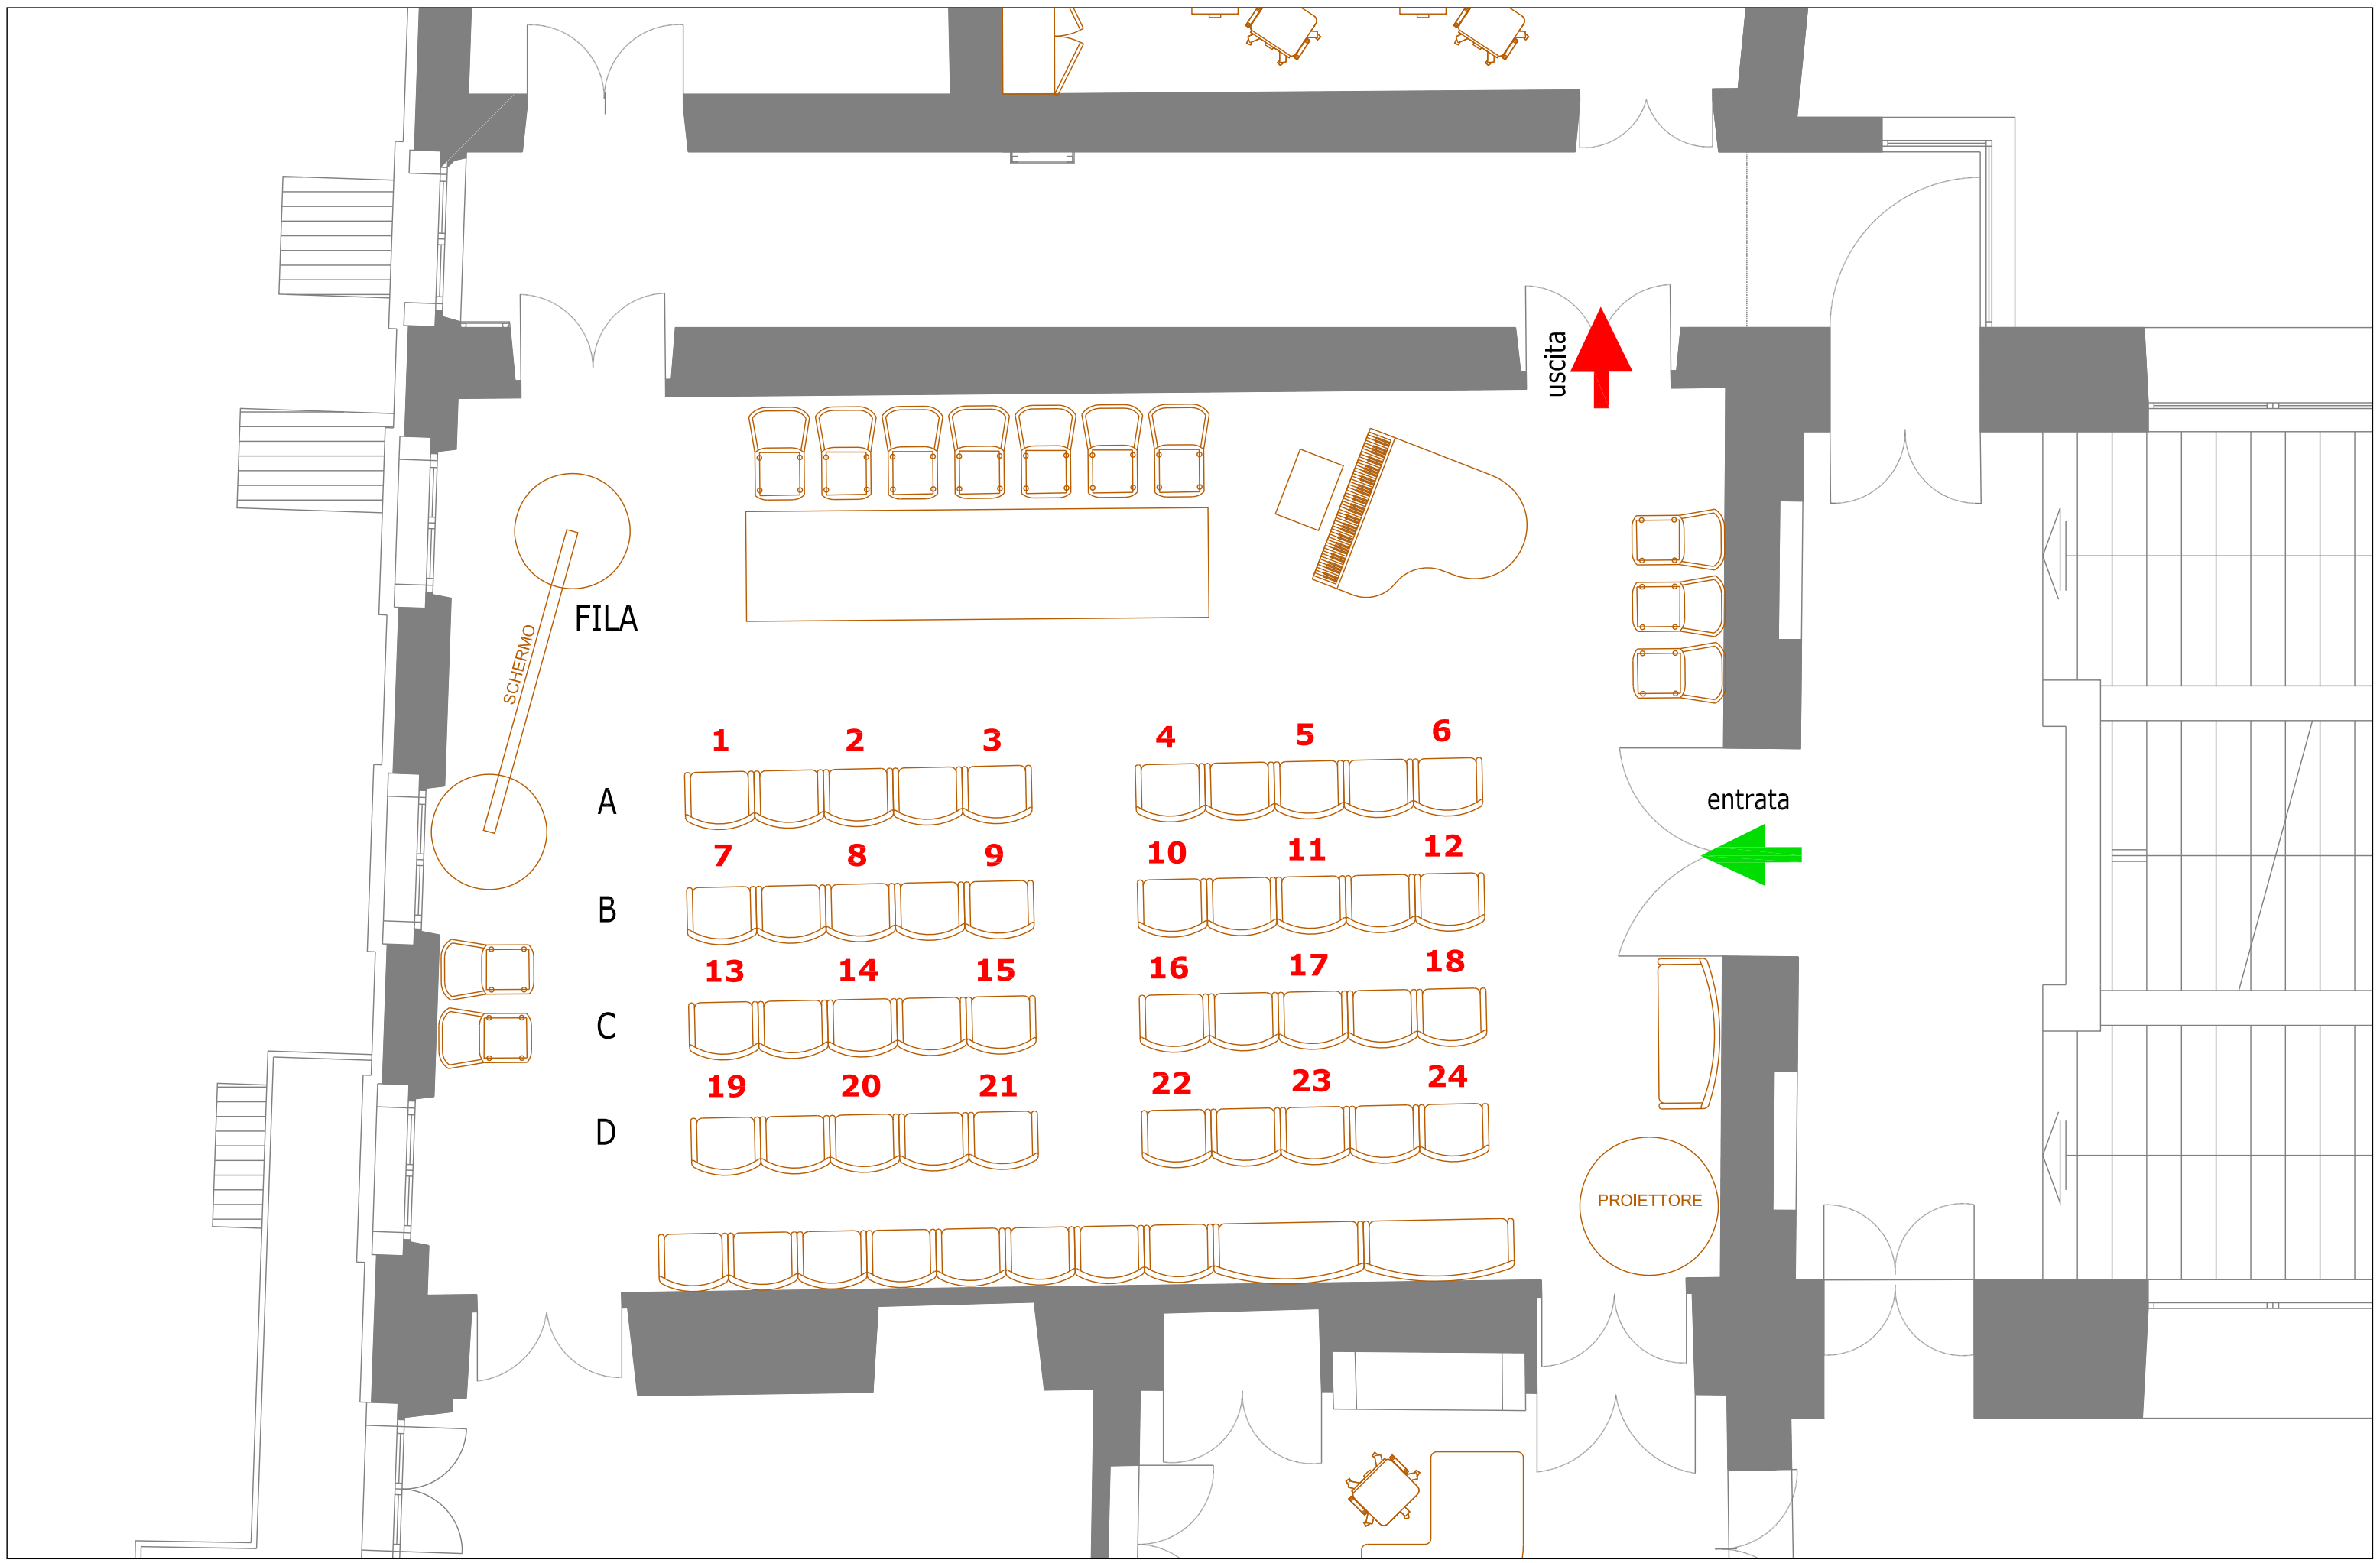 uscita
FILA
SCHERMO
1 2 3 4 5 6
entrata
A
7 8 9 10 11 12
B
13 14 15 16 17 18
C
19 20 21 22 23 24
D
PROIETTORE